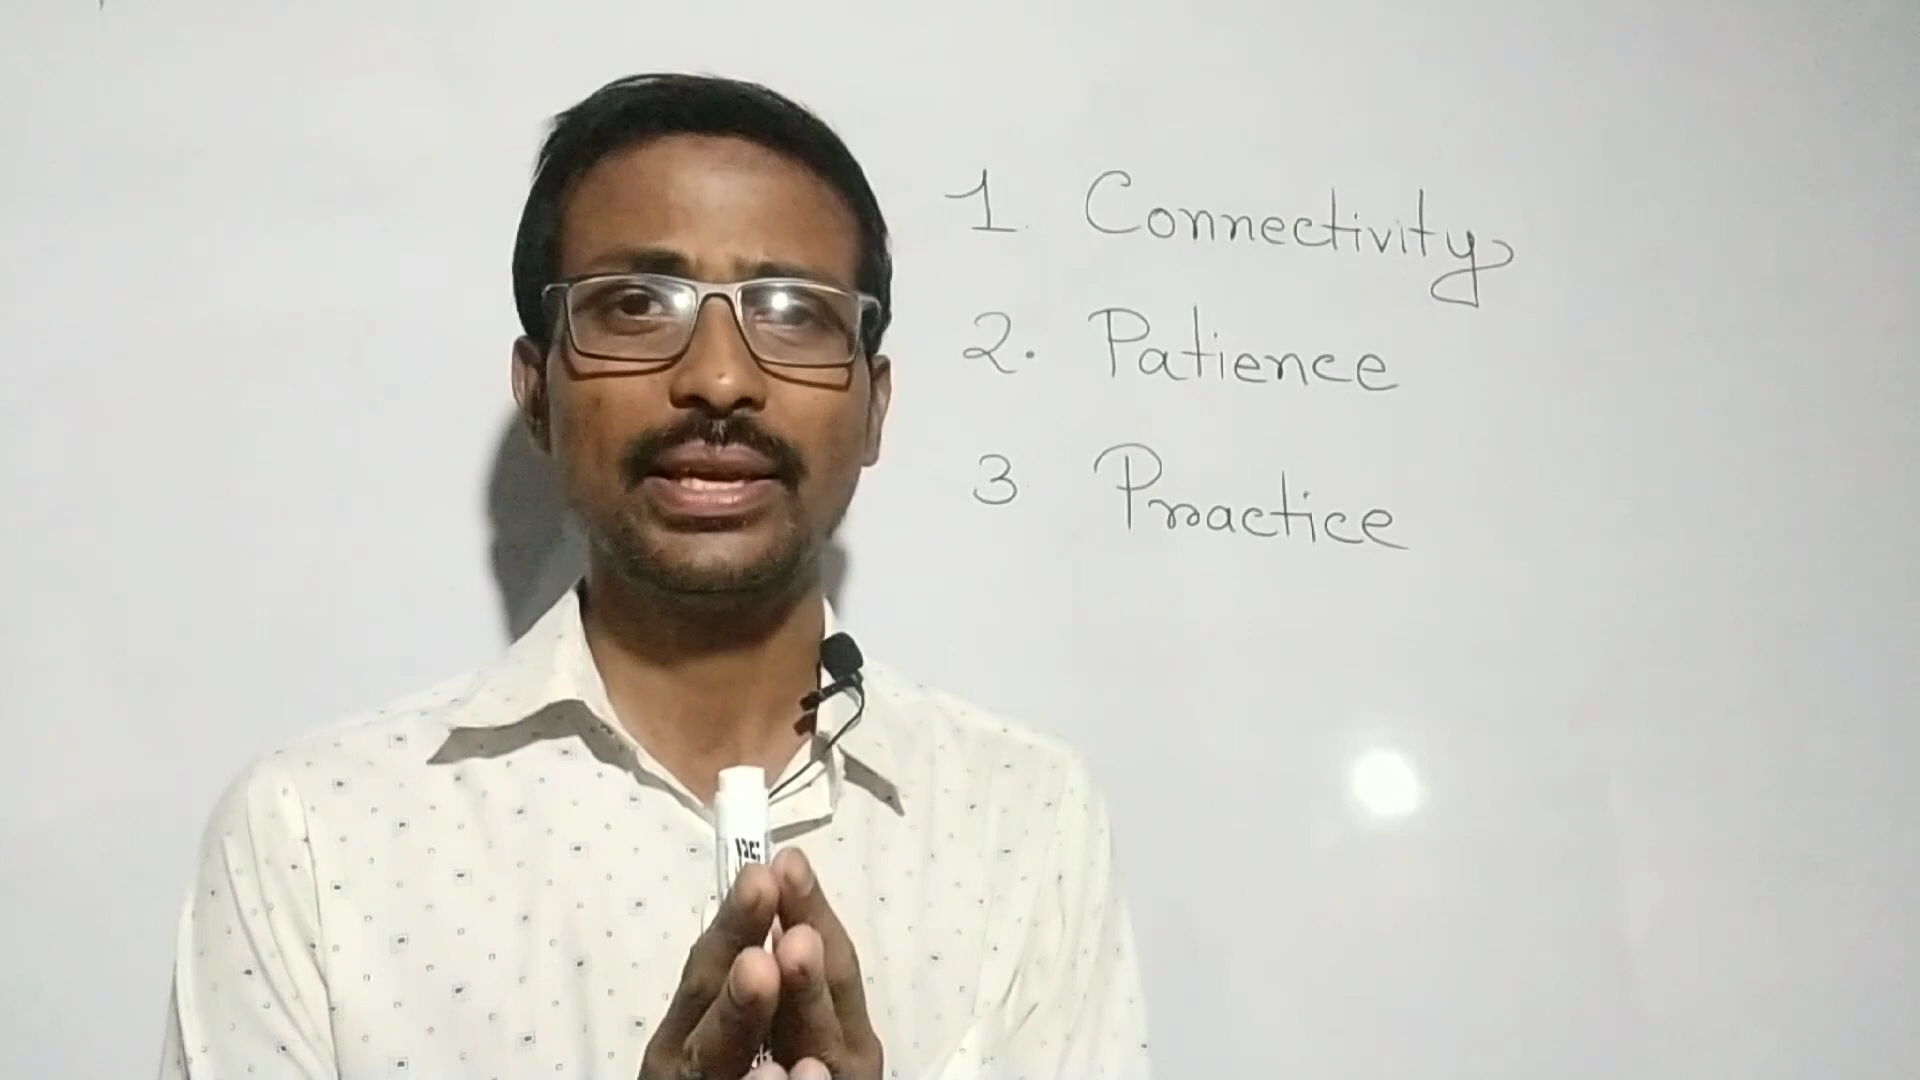 1. Connectivity
2. Patience
3. Practice